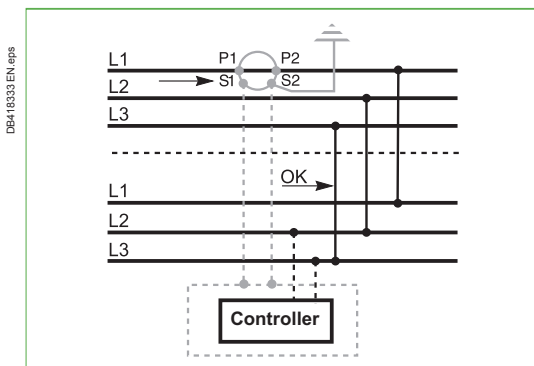 DB418333 EN.eps
L1 P1 P2
S1 S2
L2
L3
OK
L1
L2
L3
Controller